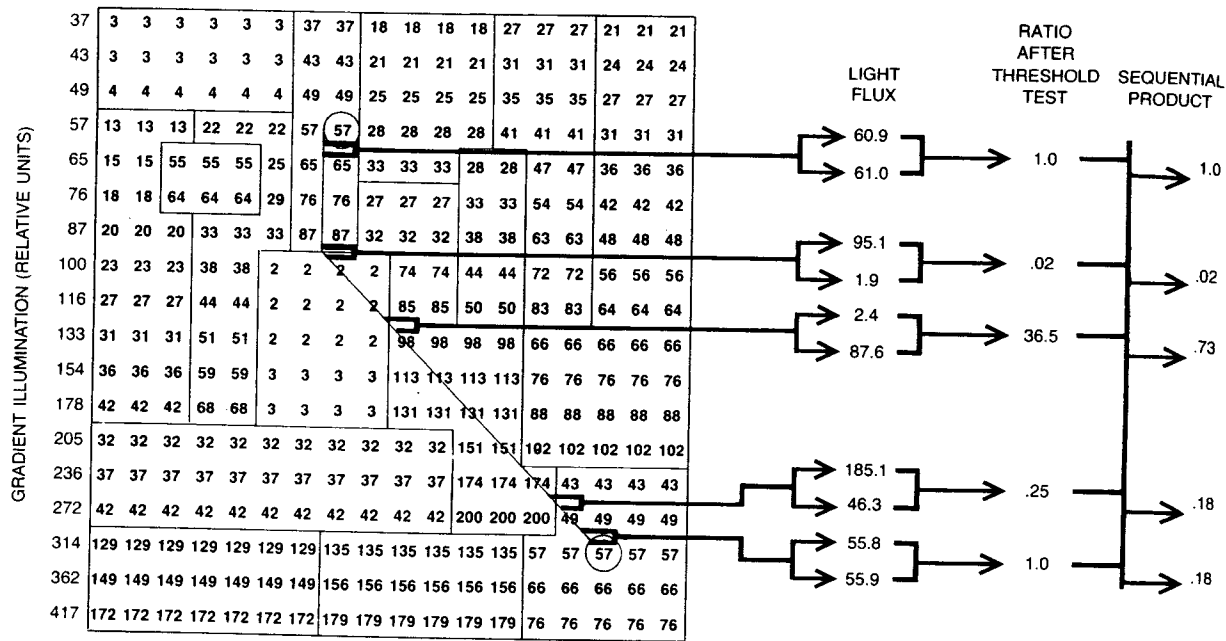 GRADIENT ILLUMINATION (RELATIVE UNITS)
37 3 3 3 3 3 3 37 37 18 18 18 18 27 27 27 21 21 21
43 3 3 3 3 3 3 43 43 21 21 21 21 31 31 31 24 24 24
49 4 4 4 4 4 4 49 49 25 25 25 25 35 35 35 27 27 27
57 13 13 13 22 22 22 57 57 28 28 28 28 41 41 41 31 31 31
65 15 15 55 55 55 25 65 65 33 33 33 28 28 47 47 36 36 36
76 18 18 64 64 64 29 76 76 27 27 27 33 33 54 54 42 42 42
87 20 20 20 33 33 33 87 87 32 32 32 38 38 63 63 48 48 48
100 23 23 23 38 38 2 2 2 2 74 74 44 44 72 72 56 56 56
116 27 27 27 44 44 2 2 2 2 85 85 50 50 83 83 64 64 64
133 31 31 31 51 51 2 2 2 2 98 98 98 98 66 66 66 66 66
154 36 36 36 59 59 3 3 3 3 113 113 113 113 76 76 76 76 76
178 42 42 42 68 68 3 3 3 3 131 131 131 131 88 88 88 88 88
205 32 32 32 32 32 32 32 32 32 32 32 151 151 102 102 102 102 102
236 37 37 37 37 37 37 37 37 37 37 37 174 174 174 43 43 43 43
272 42 42 42 42 42 42 42 42 42 42 42 200 200 200 49 49 49 49
314 129 129 129 129 129 129 129 135 135 135 135 135 135 57 57 57 57 57
362 149 149 149 149 149 149 149 156 156 156 156 156 156 66 66 66 66 66
417 172 172 172 172 172 172 172 179 179 179 179 179 179 76 76 76 76 76
LIGHT
FLUX
60.9
61.0
95.1
1.9
2.4
87.6
185.1
46.3
55.8
55.9
RATIO
AFTER
THRESHOLD
TEST
1.0
.02
36.5
.25
1.0
SEQUENTIAL
PRODUCT
1.0
.02
.73
.18
.18